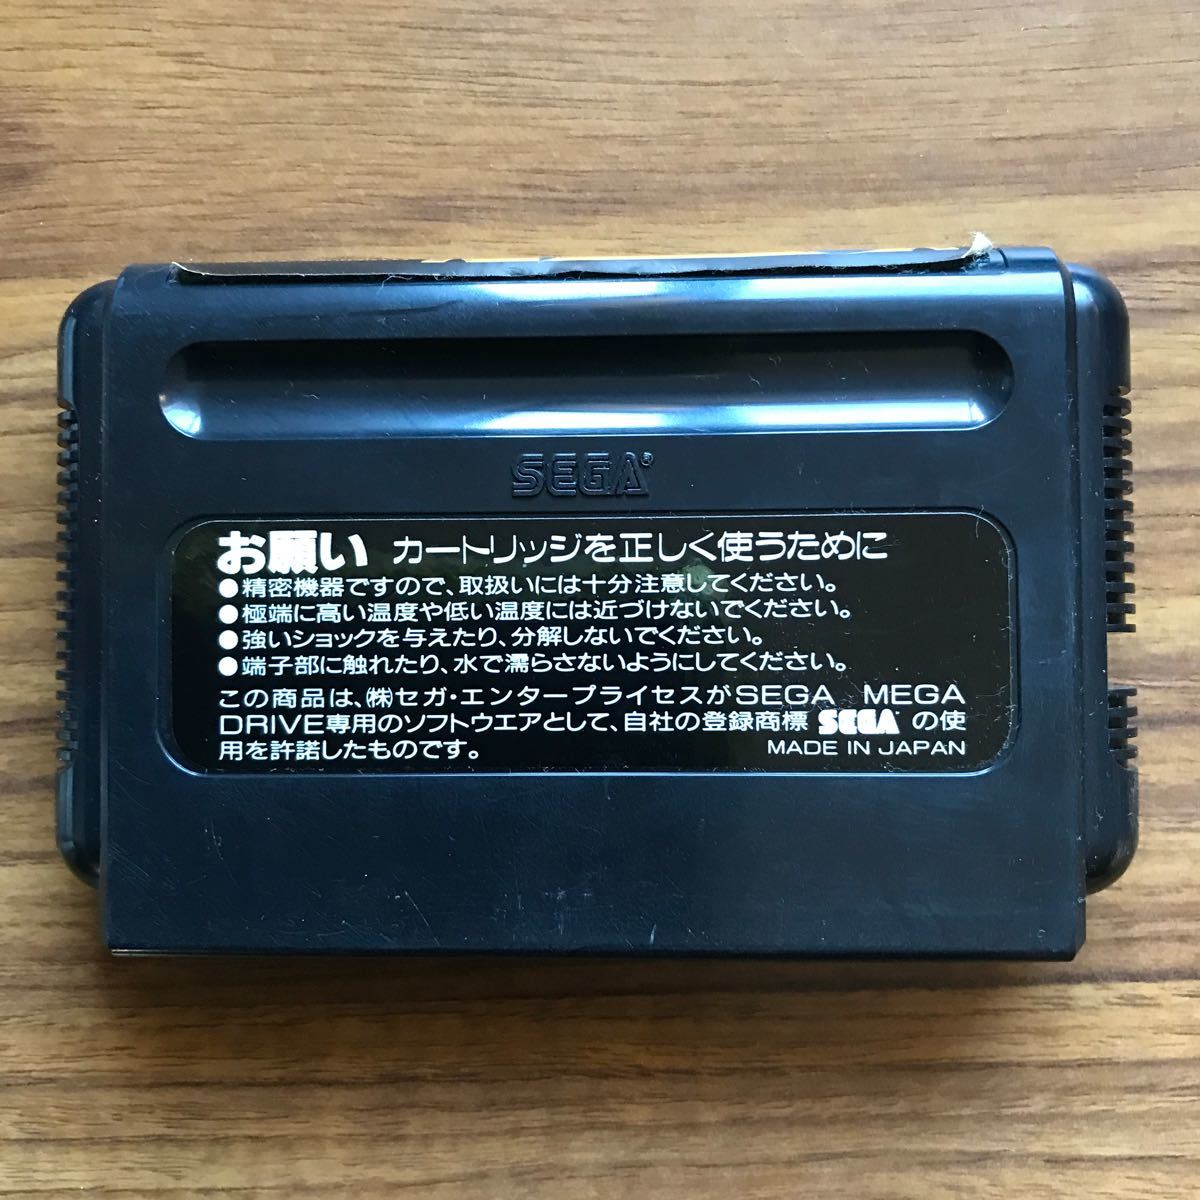 SEGA®
お願い カートリッジを正しく使うために
●精密機器ですので、取扱いには十分注意してください。
●極端に高い温度や低い温度には近づけないでください。
●強いショックを与えたり、分解しないでください。
●端子部に触れたり、水で濡らさないようにしてください。
この商品は、㈱セガ・エンタープライセスがSEGA MEGA
DRIVE専用のソフトウエアとして、自社の登録商標 SEGA の使
用を許諾したものです。 MADE IN JAPAN